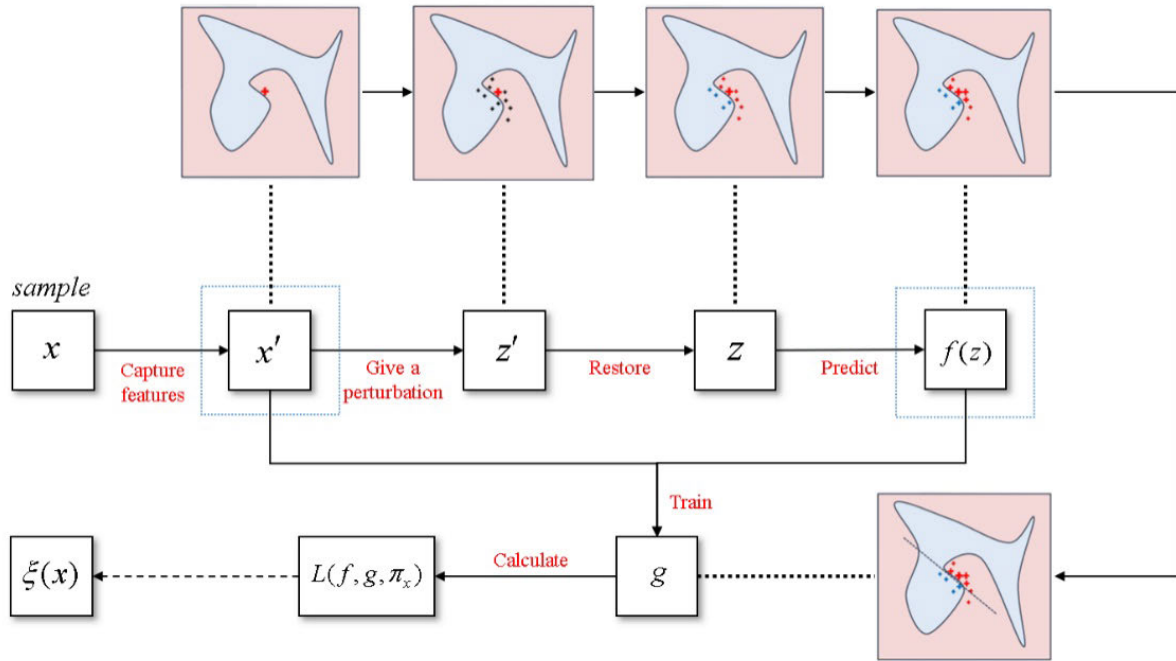 sample
x
Capture
features
x′
Give a
perturbation
z′
Restore
z
Predict
f(z)
Train
ξ(x)
L(f, g, π_x)
Calculate
g